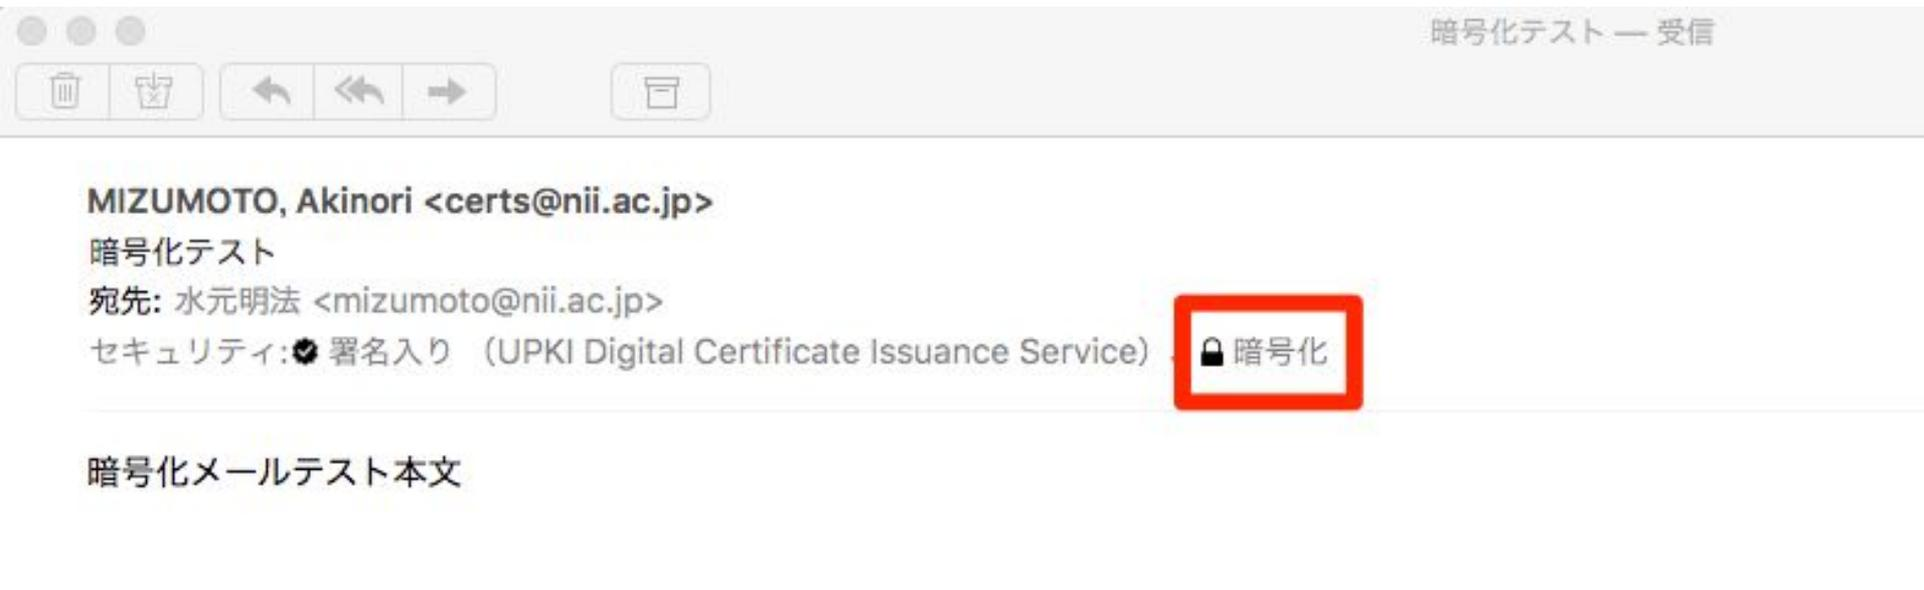 暗号化テスト — 受信
MIZUMOTO, Akinori <certs@nii.ac.jp>
暗号化テスト
宛先: 水元明法 <mizumoto@nii.ac.jp>
セキュリティ: 署名入り （UPKI Digital Certificate Issuance Service） 暗号化
暗号化メールテスト本文